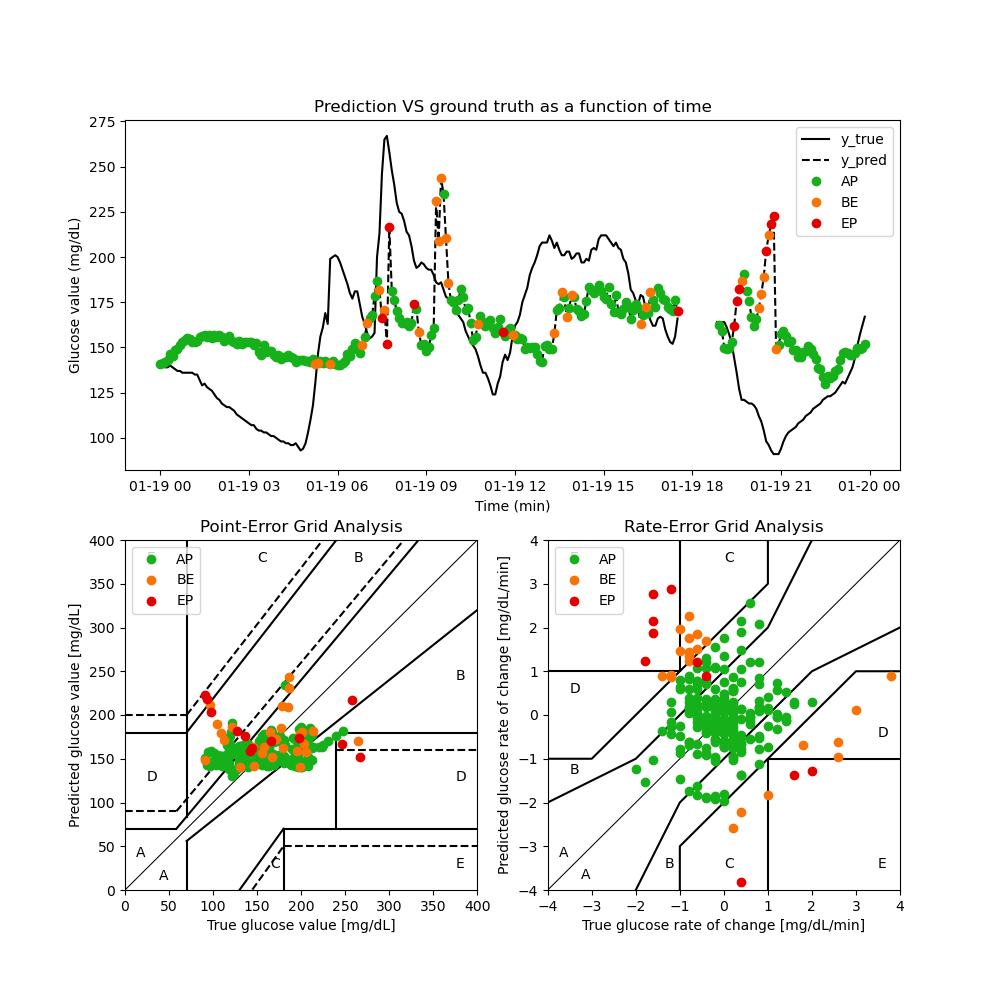 Prediction VS ground truth as a function of time
Glucose value (mg/dL)
275
250
225
200
175
150
125
100
y_true
y_pred
AP
BE
EP
01-19 00 01-19 03 01-19 06 01-19 09 01-19 12 01-19 15 01-19 18 01-19 21 01-20 00
Time (min)
Point-Error Grid Analysis
Predicted glucose value [mg/dL]
400
350
300
250
200
150
100
50
0
AP
BE
EP
C
B
B
D
D
A
A
C
E
0 50 100 150 200 250 300 350 400
True glucose value [mg/dL]
Rate-Error Grid Analysis
Predicted glucose rate of change [mg/dL/min]
4
3
2
1
0
−1
−2
−3
−4
AP
BE
EP
C
D
D
B
A
A
B
C
E
−4 −3 −2 −1 0 1 2 3 4
True glucose rate of change [mg/dL/min]